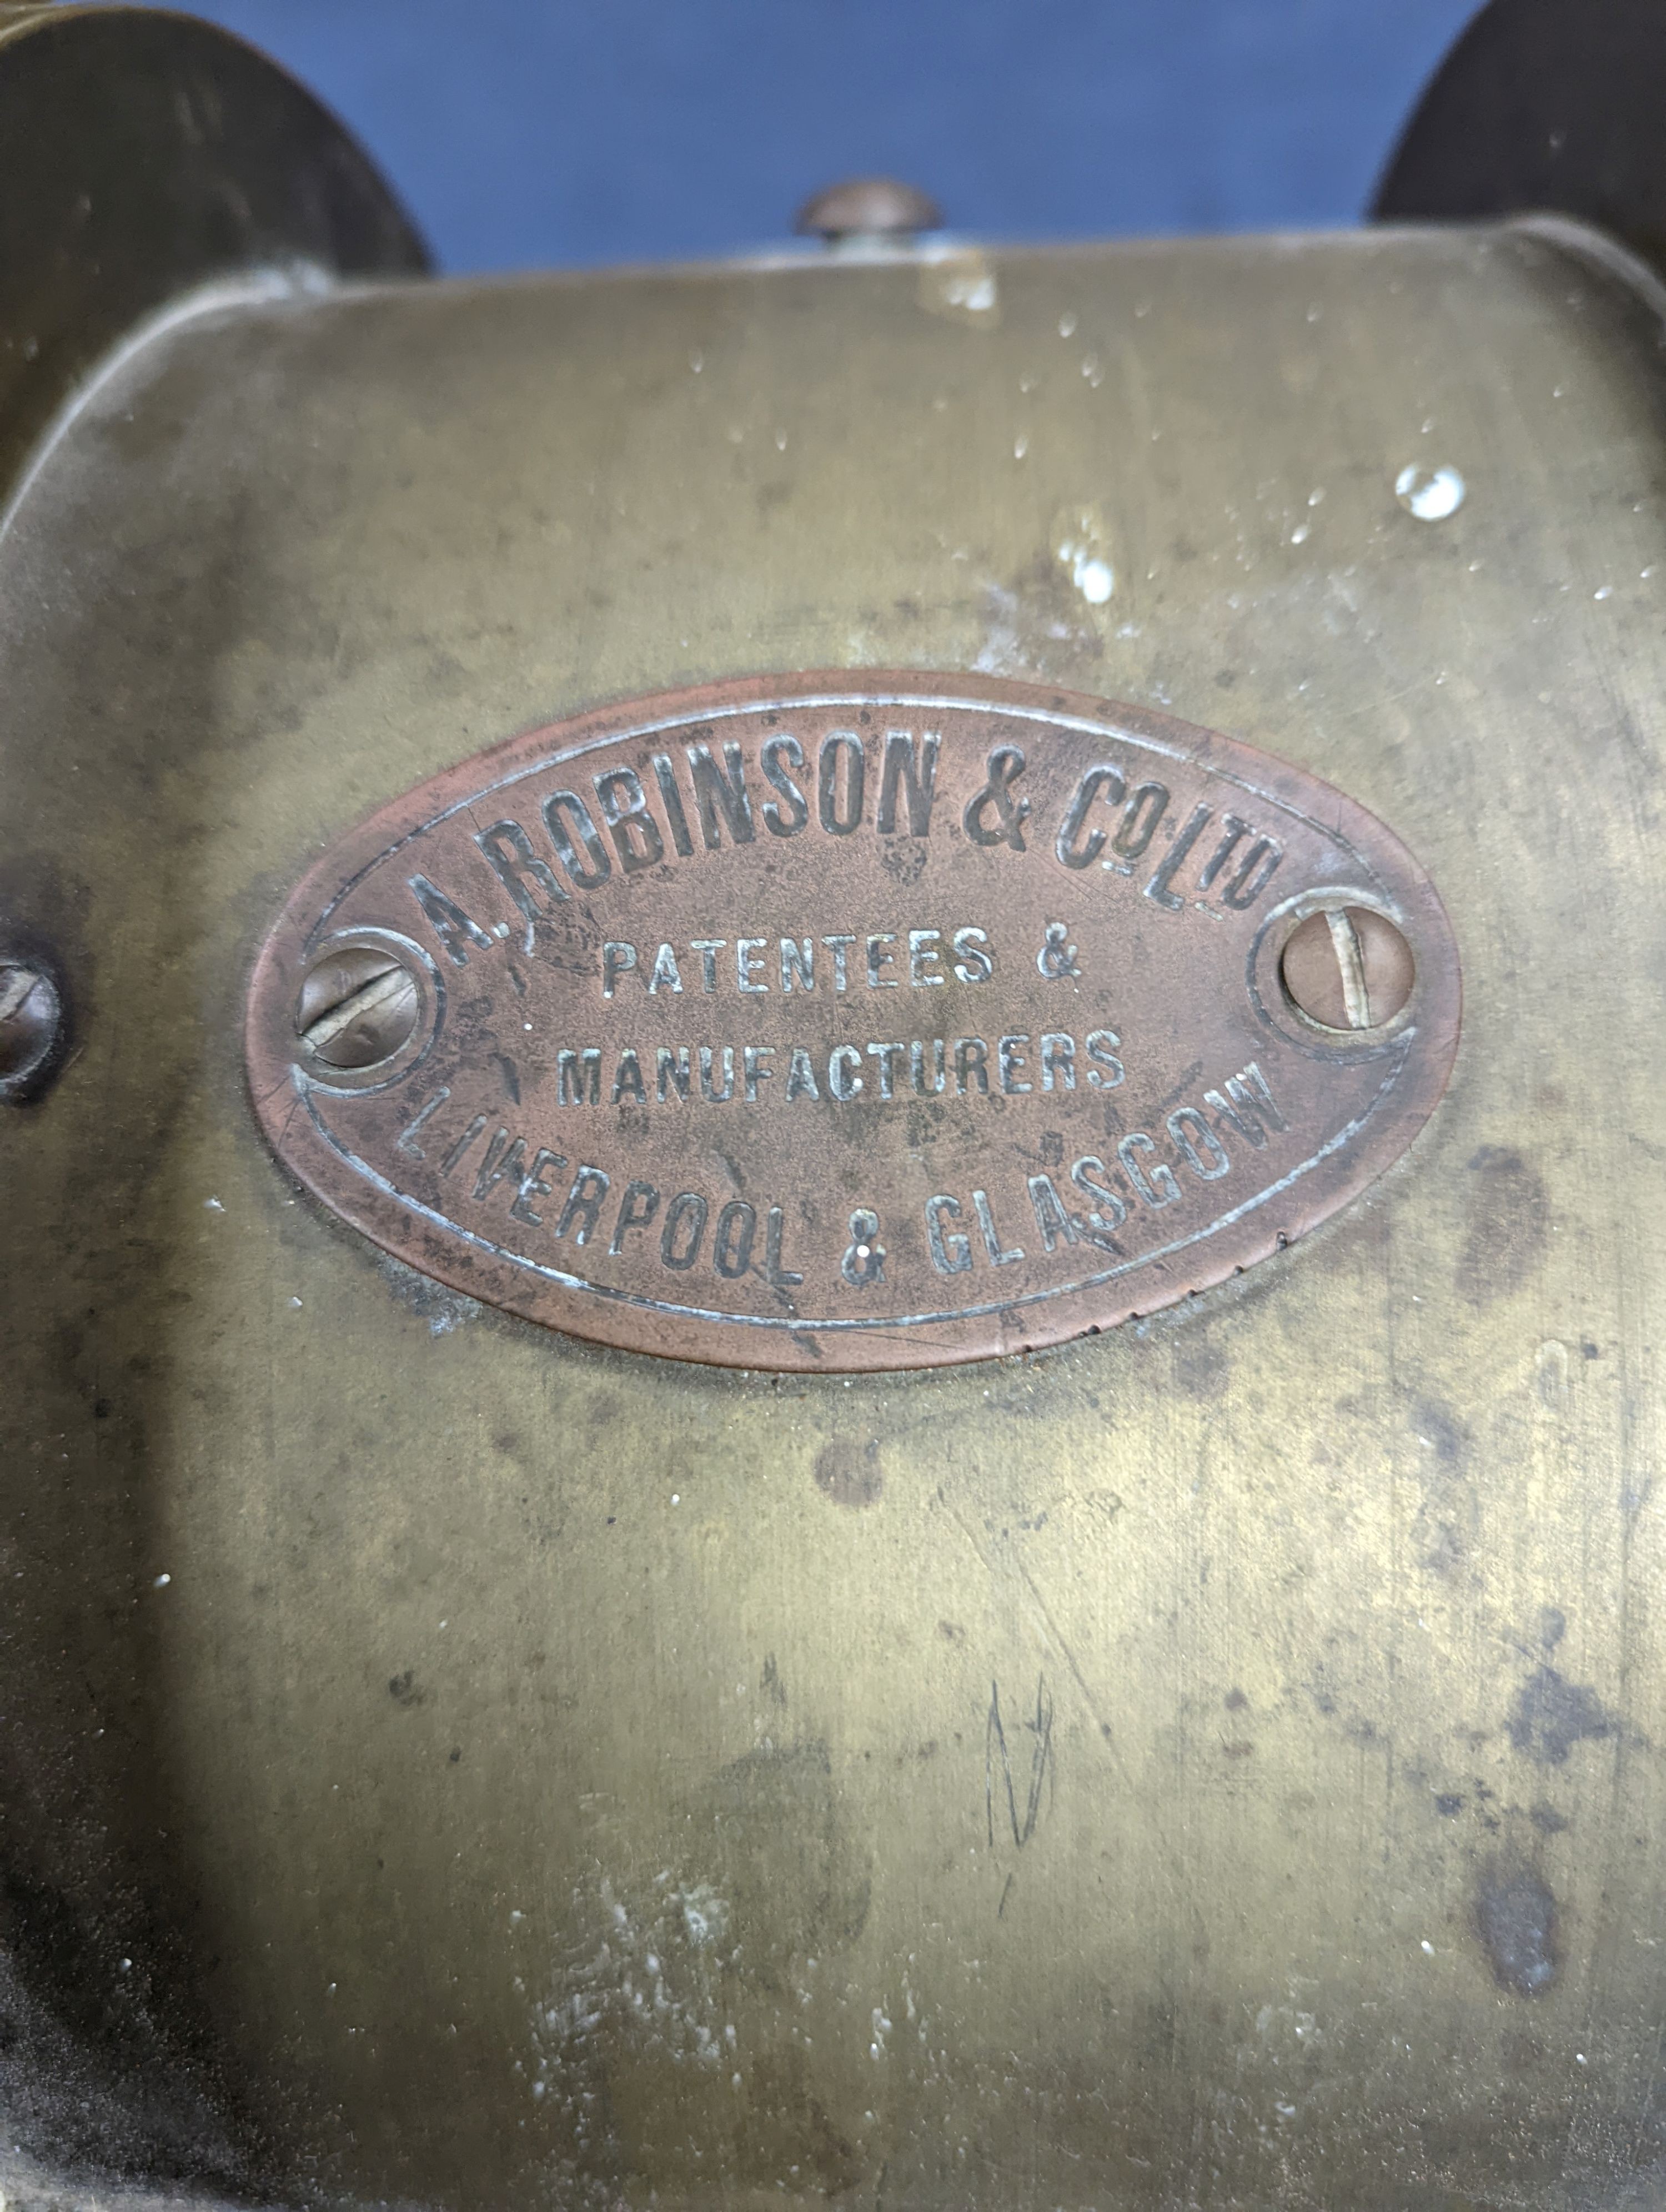 A. ROBINSON & Co LTD
PATENTEES &
MANUFACTURERS
LIVERPOOL & GLASGOW
N